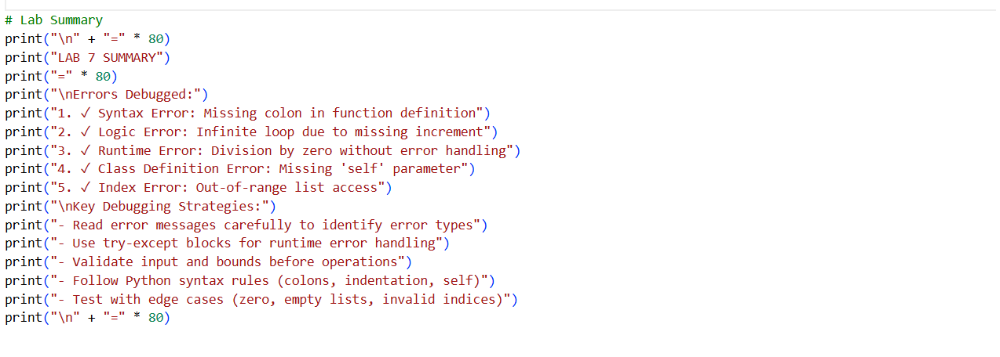 # Lab Summary
print("\n" + "=" * 80)
print("LAB 7 SUMMARY")
print("=" * 80)
print("\nErrors Debugged:")
print("1. ✓ Syntax Error: Missing colon in function definition")
print("2. ✓ Logic Error: Infinite loop due to missing increment")
print("3. ✓ Runtime Error: Division by zero without error handling")
print("4. ✓ Class Definition Error: Missing 'self' parameter")
print("5. ✓ Index Error: Out-of-range list access")
print("\nKey Debugging Strategies:")
print("- Read error messages carefully to identify error types")
print("- Use try-except blocks for runtime error handling")
print("- Validate input and bounds before operations")
print("- Follow Python syntax rules (colons, indentation, self)")
print("- Test with edge cases (zero, empty lists, invalid indices)")
print("\n" + "=" * 80)